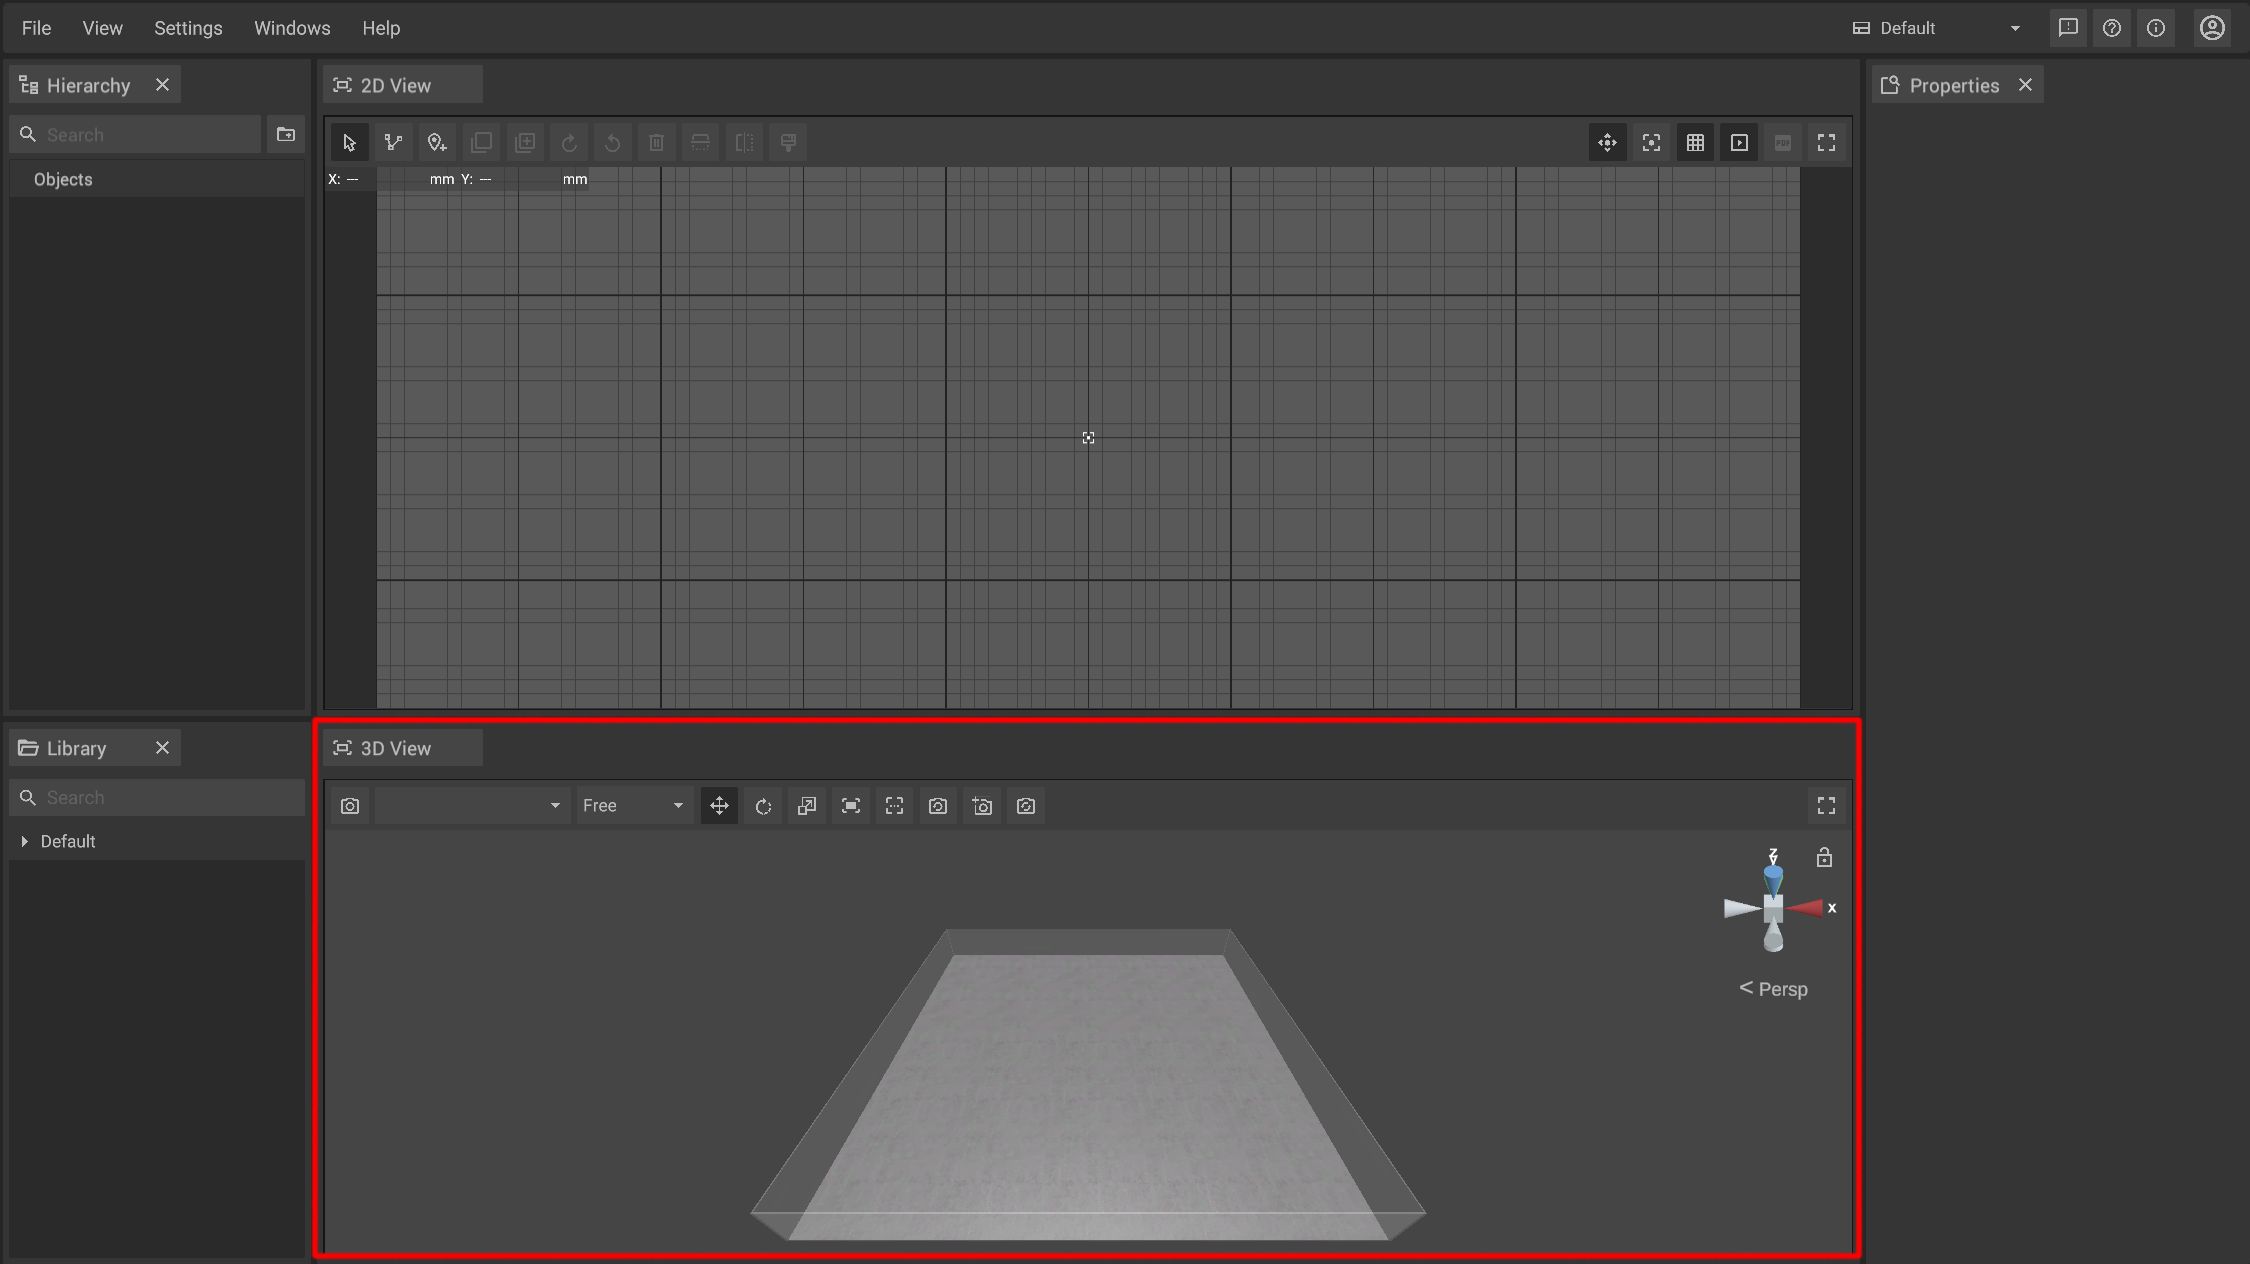 File View Settings Windows Help Default
Hierarchy
2D View
Properties
Search
Objects
X: --- mm Y: --- mm
Library
3D View
Search
Free
Default
Z
y
x
< Persp